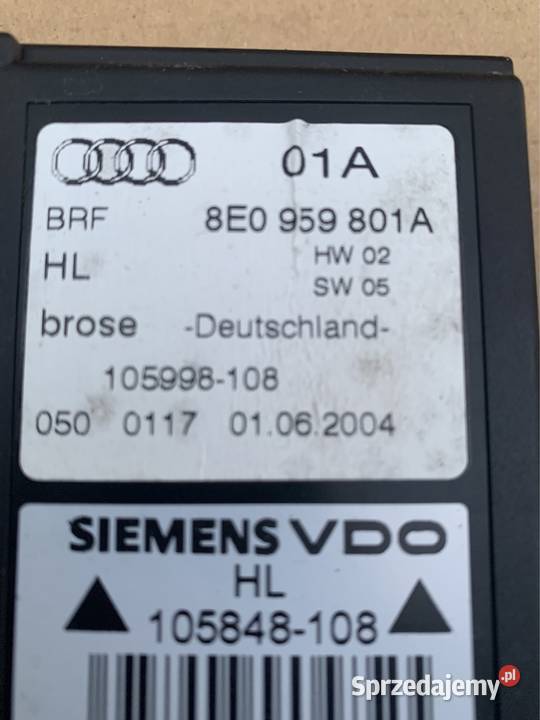 01A
BRF 8E0 959 801A
HL HW 02
SW 05
brose -Deutschland-
105998-108
050 0117 01.06.2004
SIEMENS VDO
HL
105848-108
Sprzedajemy.pl